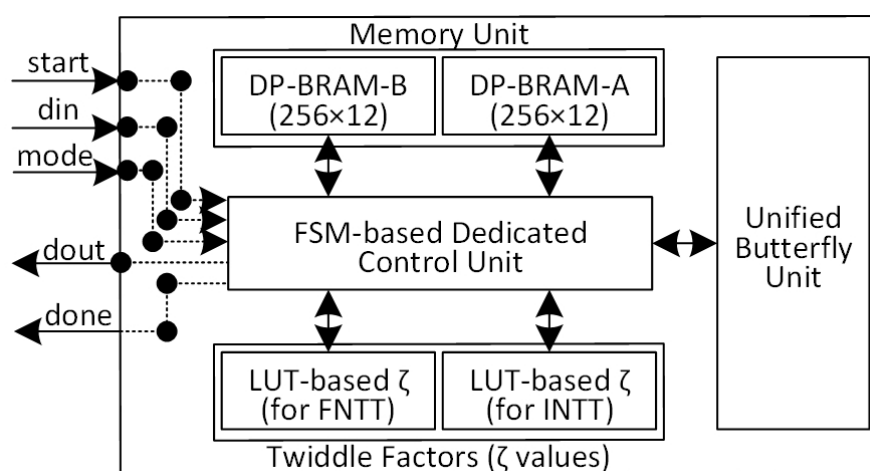 Memory Unit
start
din
mode
dout
done
DP-BRAM-B
(256×12)
DP-BRAM-A
(256×12)
FSM-based Dedicated
Control Unit
Unified
Butterfly
Unit
LUT-based ζ
(for FNTT)
LUT-based ζ
(for INTT)
Twiddle Factors (ζ values)